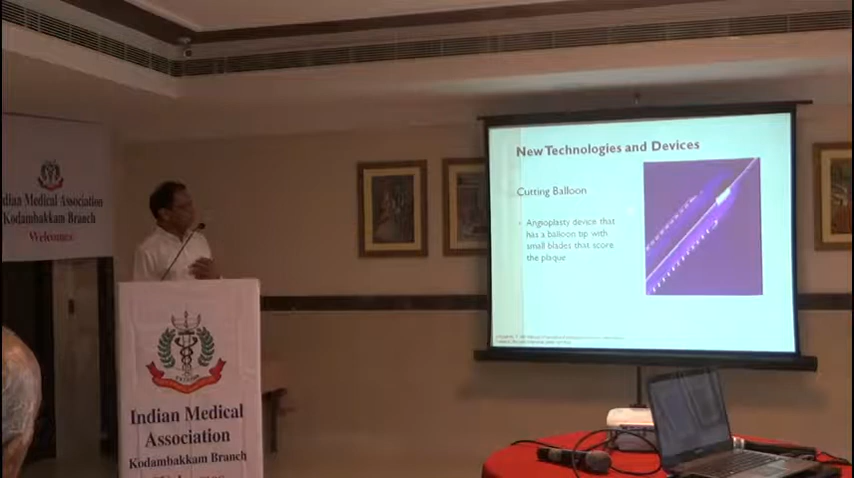 Indian Medical Association
Kodambakkam Branch
Welcomes
New Technologies and Devices
Cutting Balloon
Angioplasty device that
has a balloon tip with
small blades that score
the plaque
Indian Medical
Association
Kodambakkam Branch